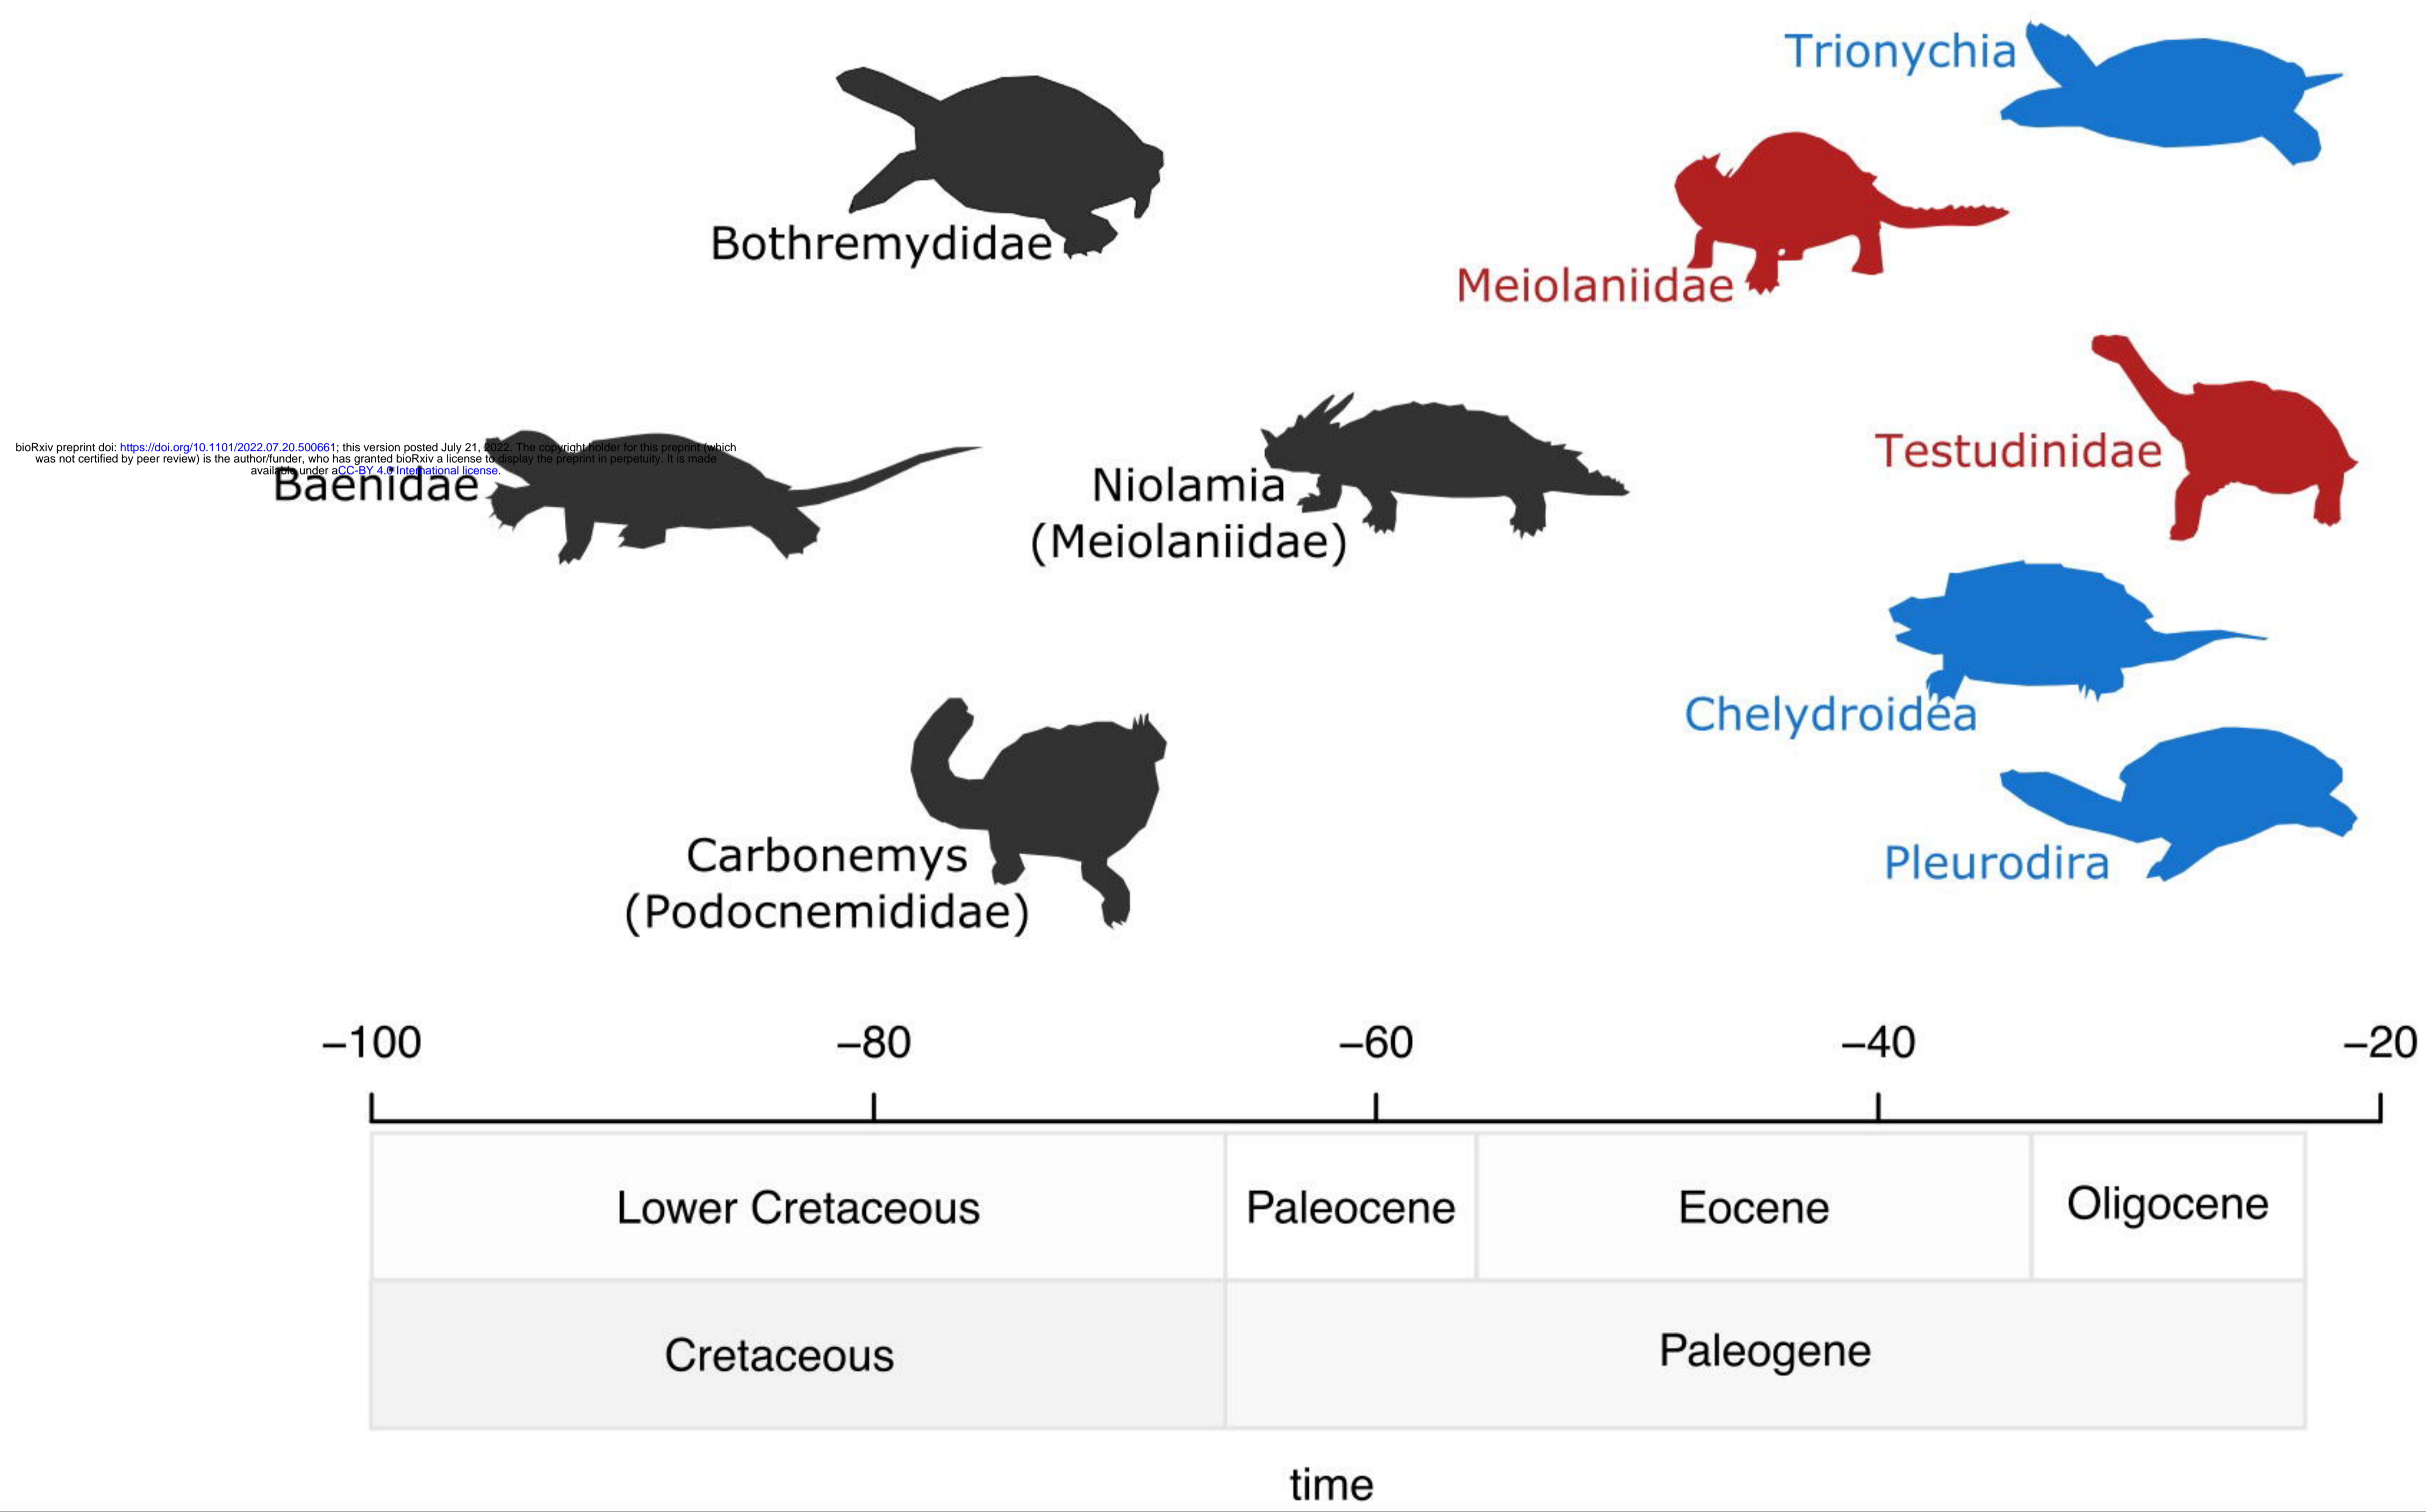 Trionychia
Bothremydidae
Meiolaniidae
bioRxiv preprint doi: https://doi.org/10.1101/2022.07.20.500661; this version posted July 21, 2022. The copyright holder for this preprint (which
was not certified by peer review) is the author/funder, who has granted bioRxiv a license to display the preprint in perpetuity. It is made
available under aCC-BY 4.0 International license.
Baenidae
Niolamia
(Meiolaniidae)
Testudinidae
Chelydroidea
Carbonemys
(Podocnemididae)
Pleurodira
–100 –80 –60 –40 –20
Lower Cretaceous Paleocene Eocene Oligocene
Cretaceous Paleogene
time